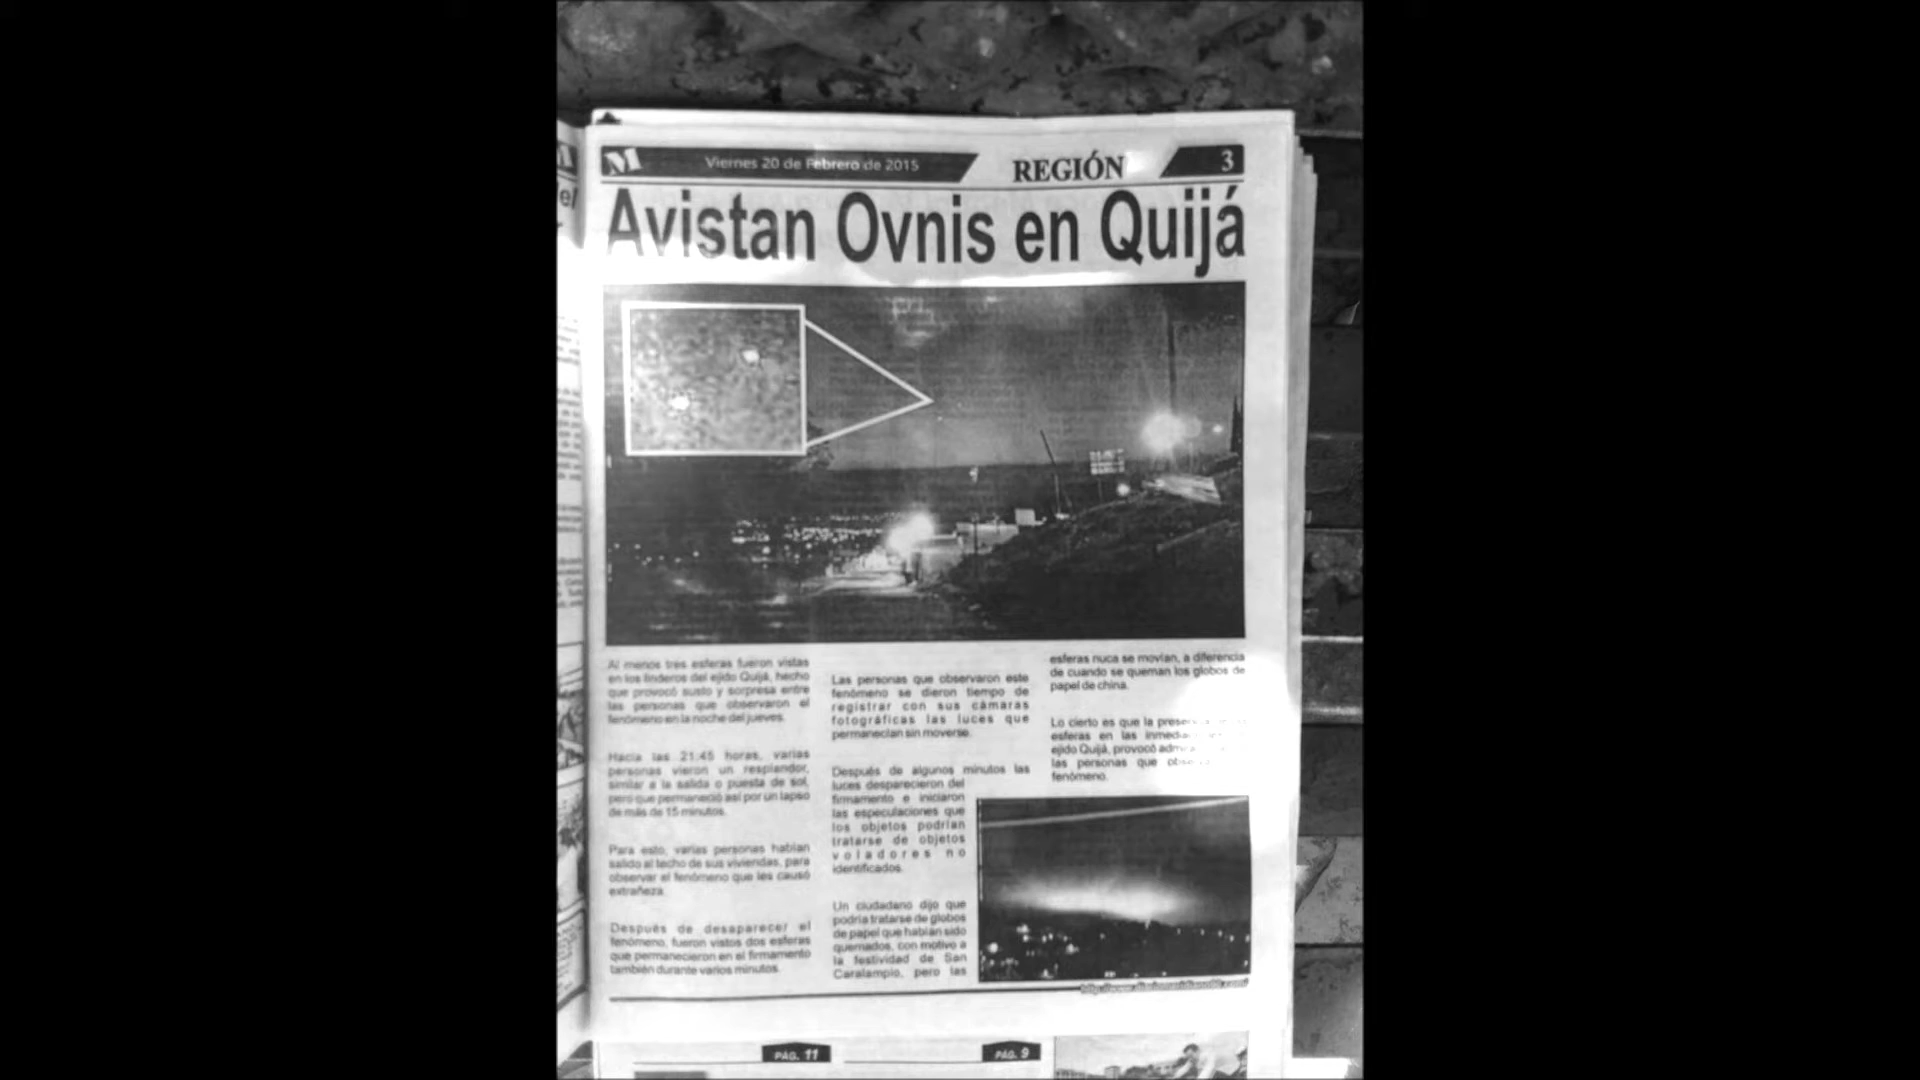 Viernes 20 de Febrero de 2015
REGIÓN
3
Avistan Ovnis en Quijá
Al menos tres esferas fueron vistas
en los linderos del ejido Quijá, hecho
que provocó susto y sorpresa entre
las personas que observaron el
fenómeno en la noche del jueves.
Hacia las 21:45 horas, varias
personas vieron un resplandor,
similar a la salida o puesta de sol,
pero que permaneció así por un lapso
de más de 15 minutos.
Para esto, varias personas habían
salido al techo de sus viviendas, para
observar el fenómeno que les causó
extrañeza.
Después de desaparecer el
fenómeno, fueron vistos dos esferas
que permanecieron en el firmamento
también durante varios minutos.
Las personas que observaron este
fenómeno se dieron tiempo de
registrar con sus cámaras
fotográficas las luces que
permanecían sin moverse.
Después de algunos minutos las
luces desparecieron del
firmamento e iniciaron
las especulaciones que
los objetos podrían
tratarse de objetos
voladores no
identificados.
Un ciudadano dijo que
podría tratarse de globos
de papel que habían sido
quemados, con motivo a
la festividad de San
Caralampio, pero las
esferas nuca se movían, a diferencia
de cuando se queman los globos de
papel de china.
Lo cierto es que la
esferas en las
ejido Quijá, provocó
las personas que
fenómeno.
PÁG. 11
PÁG. 9